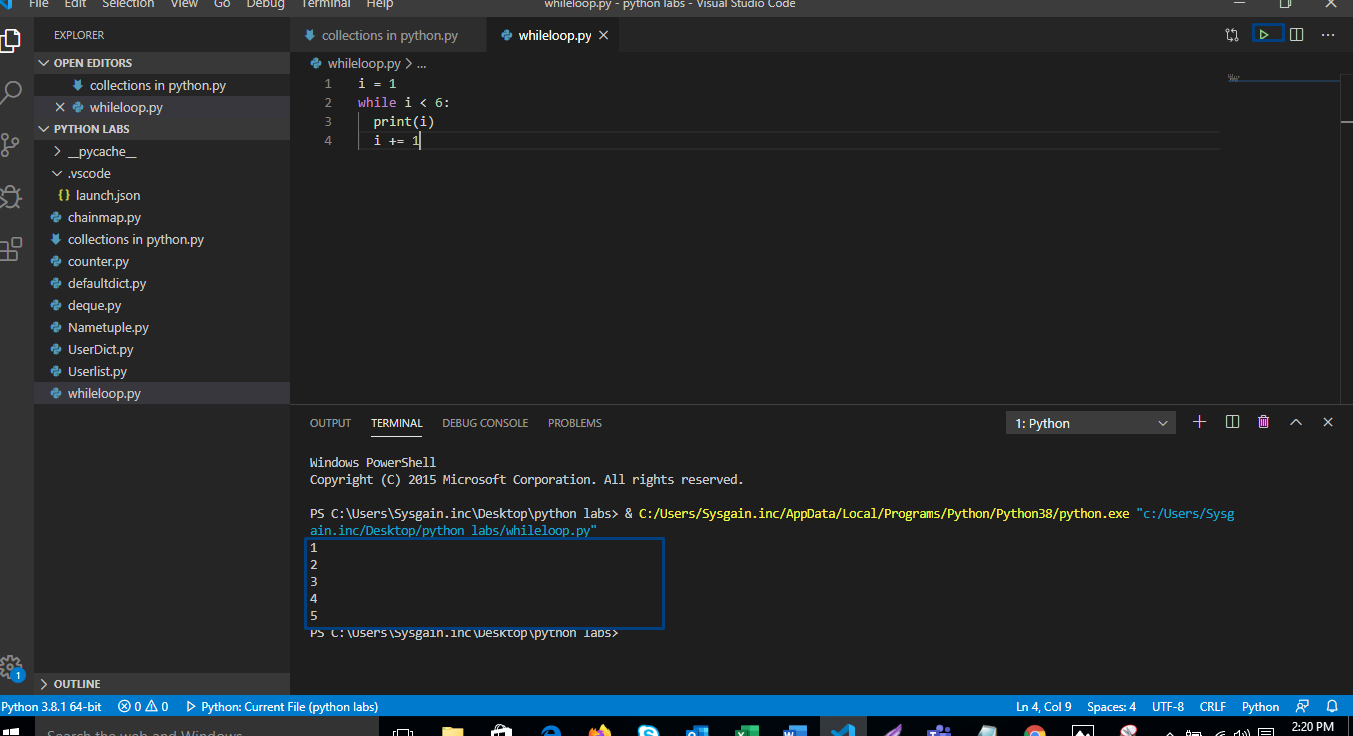 File Edit Selection View Go Debug Terminal Help
whileloop.py - python labs - Visual Studio Code
EXPLORER
OPEN EDITORS
collections in python.py
whileloop.py
PYTHON LABS
__pycache__
.vscode
{} launch.json
chainmap.py
collections in python.py
counter.py
defaultdict.py
deque.py
Nametuple.py
UserDict.py
Userlist.py
whileloop.py
OUTLINE
collections in python.py
whileloop.py
whileloop.py > ...
1 i = 1
2 while i < 6:
3 print(i)
4 i += 1
OUTPUT TERMINAL DEBUG CONSOLE PROBLEMS
1: Python
Windows PowerShell
Copyright (C) 2015 Microsoft Corporation. All rights reserved.
PS C:\Users\Sysgain.inc\Desktop\python labs> & C:/Users/Sysgain.inc/AppData/Local/Programs/Python/Python38/python.exe "c:/Users/Sysg
ain.inc/Desktop/python labs/whileloop.py"
1
2
3
4
5
PS C:\Users\Sysgain.inc\Desktop\python labs>
1
Python 3.8.1 64-bit 0 0 Python: Current File (python labs)
Ln 4, Col 9 Spaces: 4 UTF-8 CRLF Python
Search the web and Windows
2:20 PM